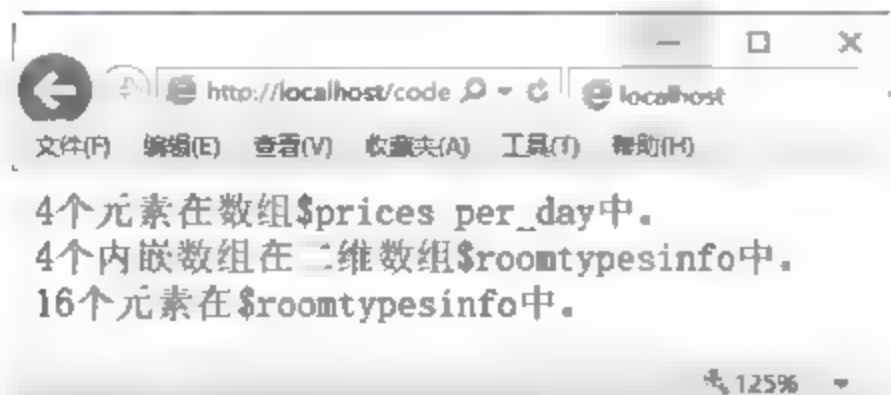 http://localhost/code
localhost
文件(F) 编辑(E) 查看(V) 收藏夹(A) 工具(T) 帮助(H)
4个元素在数组$prices per_day中。
4个内嵌数组在二维数组$roomtypesinfo中。
16个元素在$roomtypesinfo中。
125%